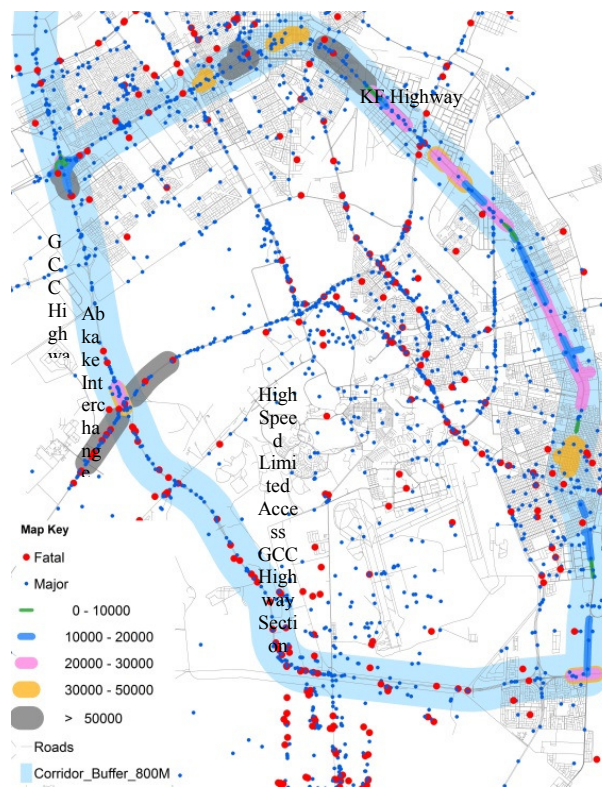 KF Highway
G
C
C
Hi
gh
wa
Ab
ka
ke
Int
erc
ha
ng
e
High
Spee
d
Limi
ted
Acce
ss
GCC
High
way
Secti
on
Map Key
Fatal
Major
0 - 10000
10000 - 20000
20000 - 30000
30000 - 50000
> 50000
Roads
Corridor_Buffer_800M